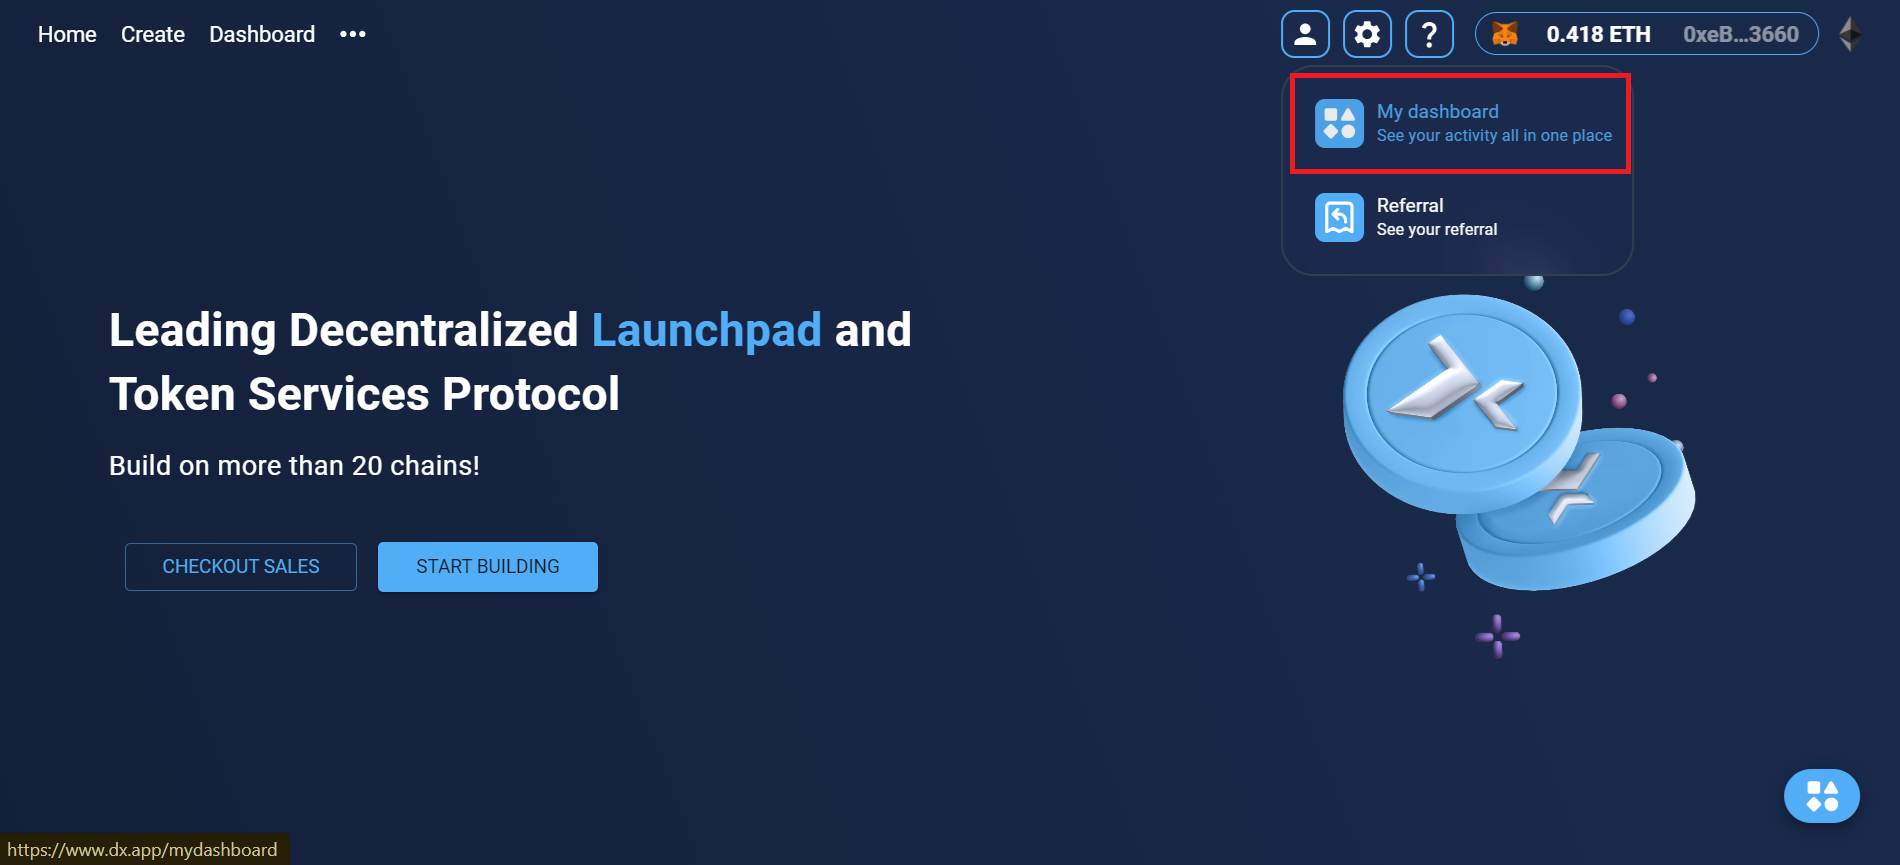 Home Create Dashboard •••
? 0.418 ETH 0xeB...3660
My dashboard
See your activity all in one place
Referral
See your referral
Leading Decentralized Launchpad and
Token Services Protocol
Build on more than 20 chains!
CHECKOUT SALES START BUILDING
https://www.dx.app/mydashboard